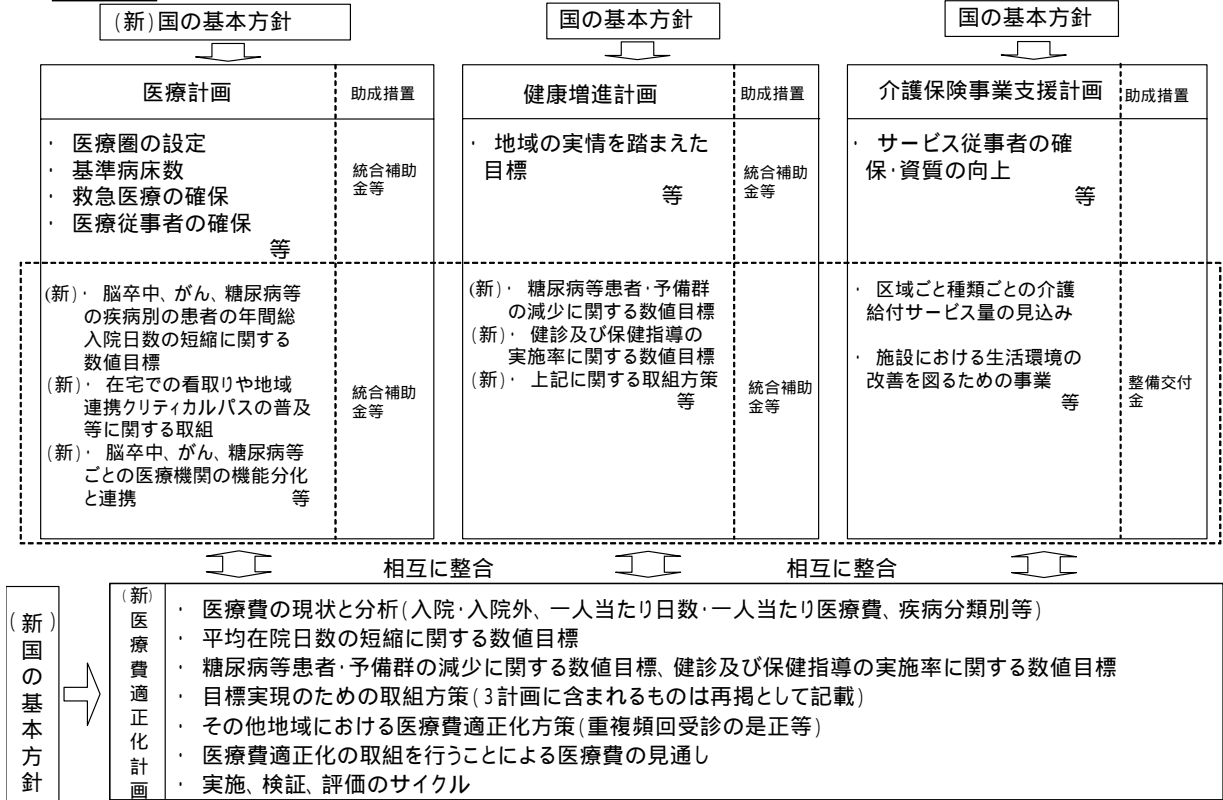 (新)国の基本方針
国の基本方針
国の基本方針
医療計画
助成措置
・ 医療圏の設定
・ 基準病床数
・ 救急医療の確保
・ 医療従事者の確保
等
統合補助
金等
(新)・ 脳卒中、がん、糖尿病等
の疾病別の患者の年間総
入院日数の短縮に関する
数値目標
(新)・ 在宅での看取りや地域
連携クリティカルパスの普及
等に関する取組
(新)・ 脳卒中、がん、糖尿病等
ごとの医療機関の機能分化
と連携 等
統合補助
金等
健康増進計画
助成措置
・ 地域の実情を踏まえた
目標
等
統合補助
金等
(新)・ 糖尿病等患者・予備群
の減少に関する数値目標
(新)・ 健診及び保健指導の
実施率に関する数値目標
(新)・ 上記に関する取組方策
等
統合補助
金等
介護保険事業支援計画
助成措置
・ サービス従事者の確
保・資質の向上
等
・ 区域ごと種類ごとの介護
給付サービス量の見込み
・ 施設における生活環境の
改善を図るための事業
等
整備交付
金
相互に整合
相互に整合
(新)国の基本方針
(新)医療費適正化計画
・ 医療費の現状と分析(入院・入院外、一人当たり日数・一人当たり医療費、疾病分類別等)
・ 平均在院日数の短縮に関する数値目標
・ 糖尿病等患者・予備群の減少に関する数値目標、健診及び保健指導の実施率に関する数値目標
・ 目標実現のための取組方策(3計画に含まれるものは再掲として記載)
・ その他地域における医療費適正化方策(重複頻回受診の是正等)
・ 医療費適正化の取組を行うことによる医療費の見通し
・ 実施、検証、評価のサイクル